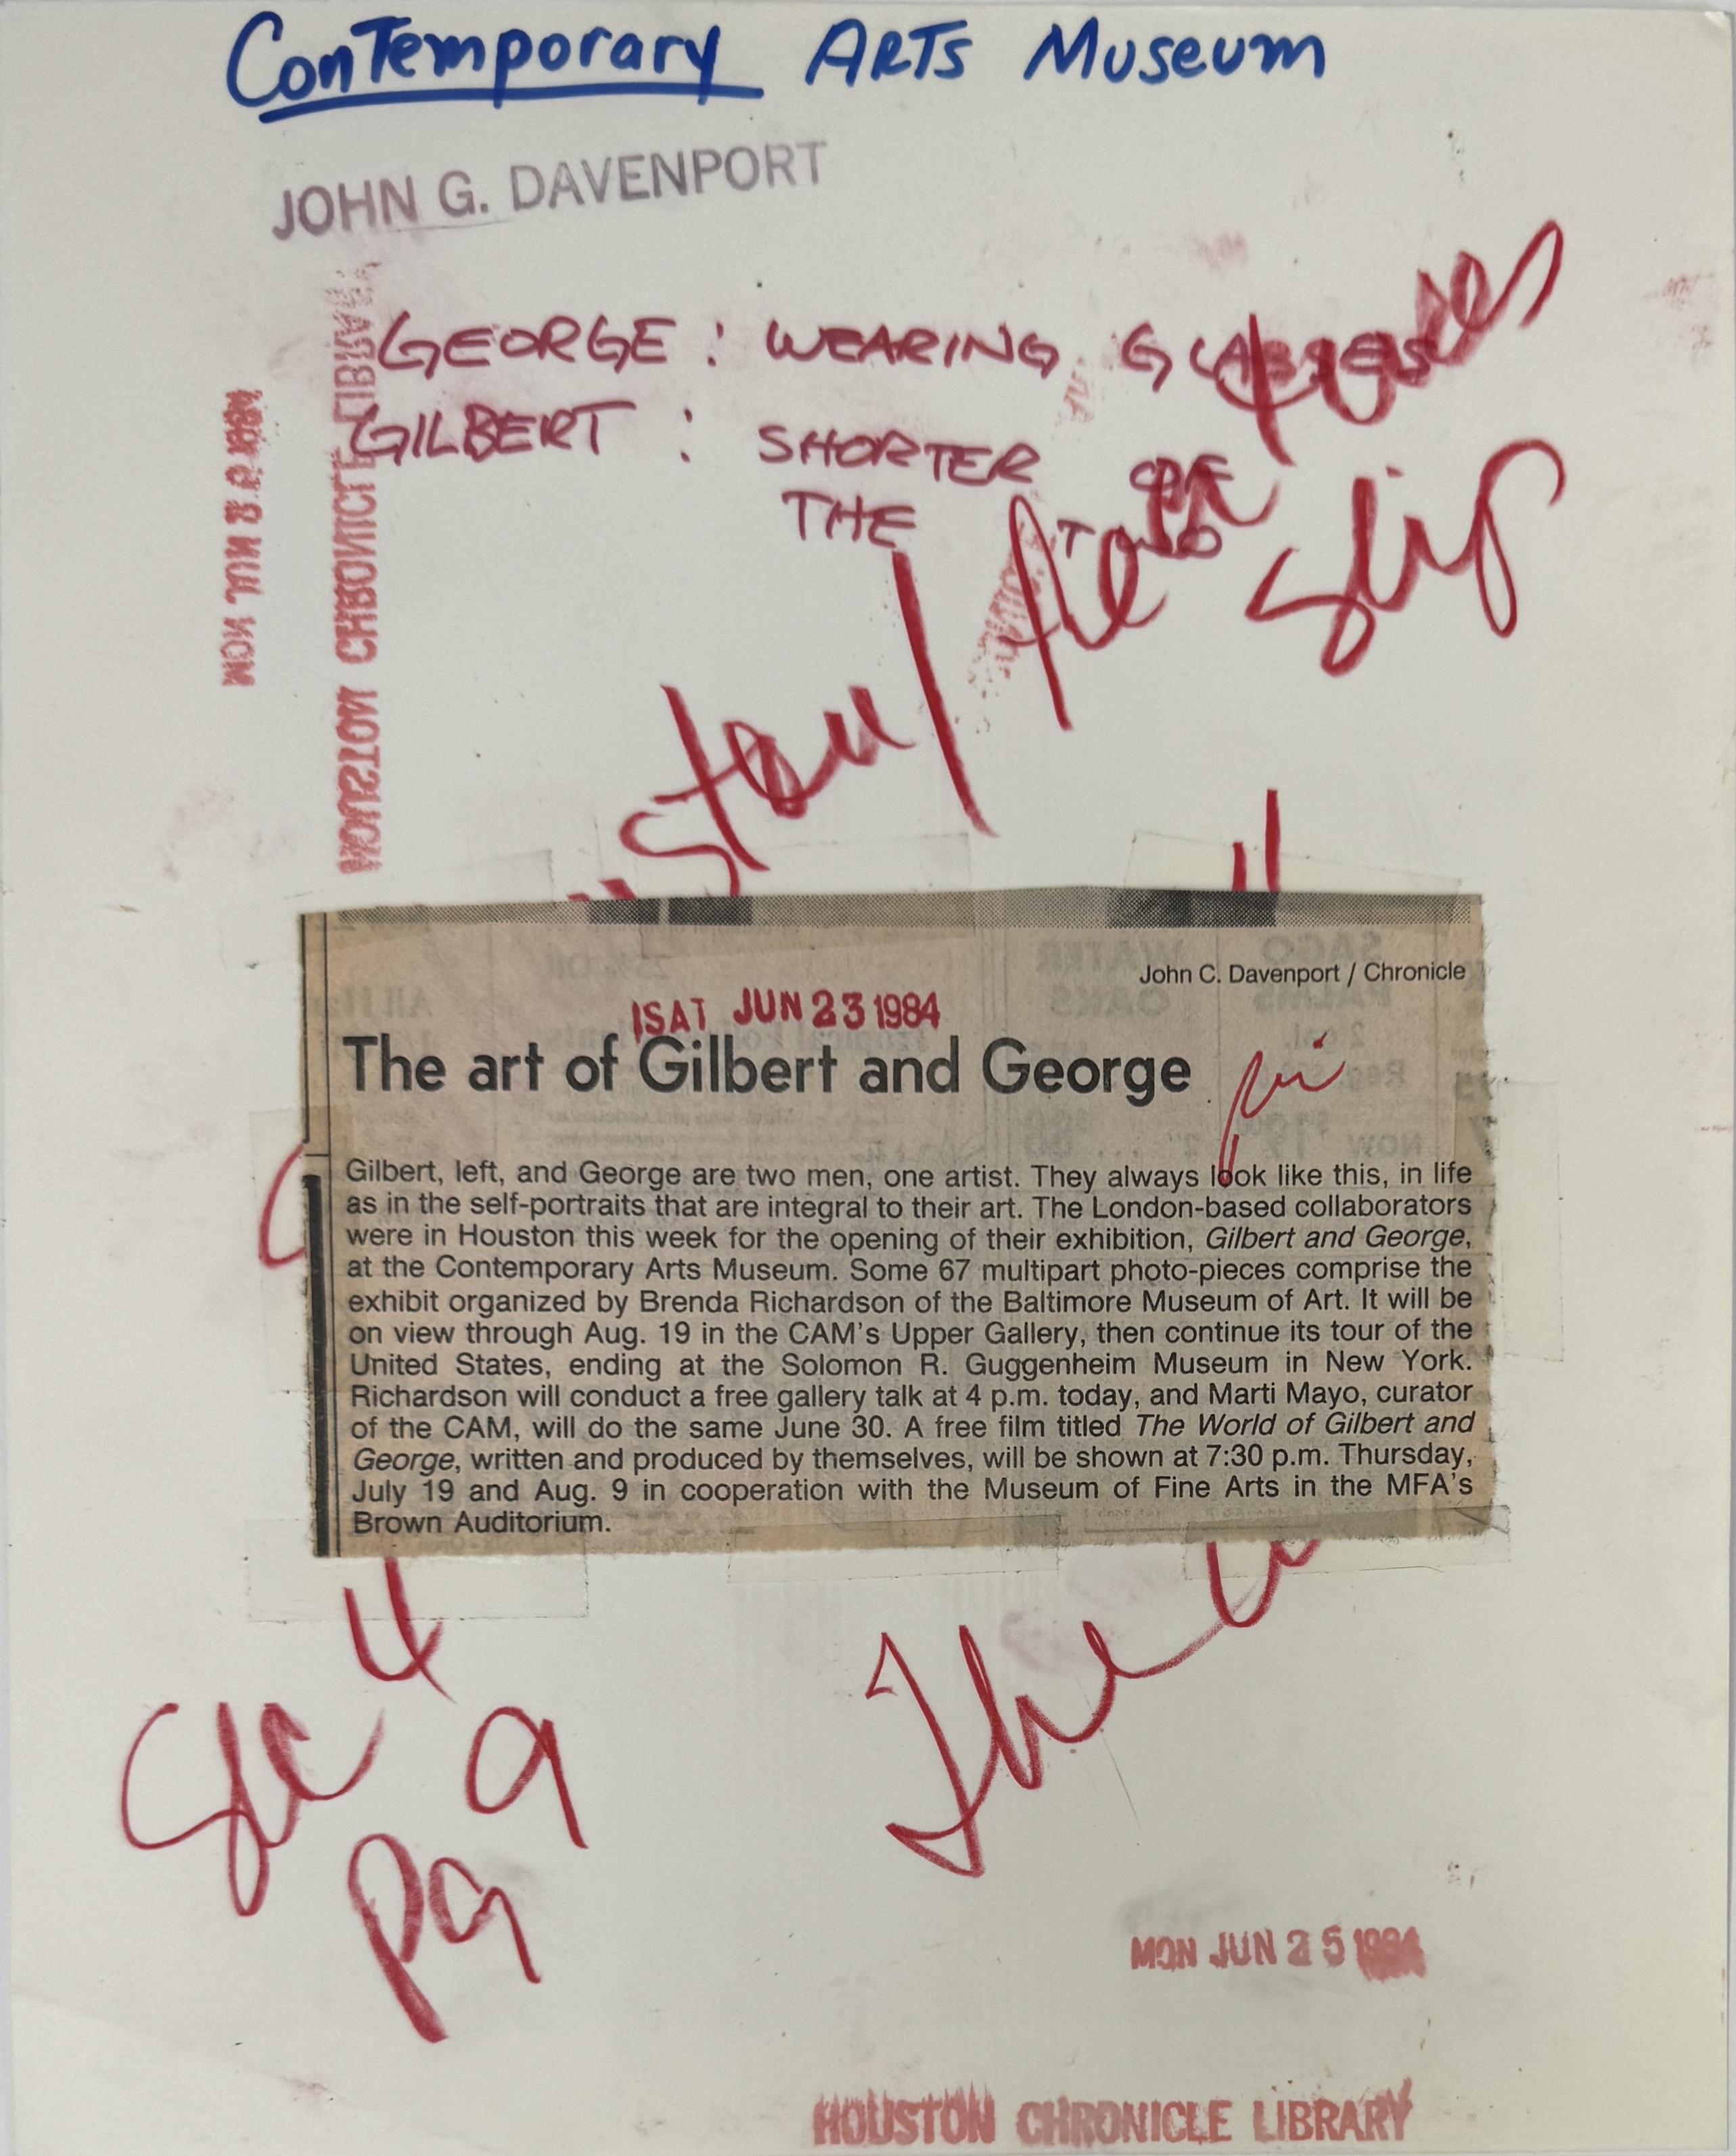 Contemporary ARTS Museum
JOHN G. DAVENPORT
GEORGE : WEARING GLASSES
GILBERT : SHORTER OF
THE TWO
slip
HOUSTON CHRONICLE LIBRARY
John C. Davenport / Chronicle
SAT JUN 23 1984
The art of Gilbert and George
Gilbert, left, and George are two men, one artist. They always look like this, in life
as in the self-portraits that are integral to their art. The London-based collaborators
were in Houston this week for the opening of their exhibition, Gilbert and George,
at the Contemporary Arts Museum. Some 67 multipart photo-pieces comprise the
exhibit organized by Brenda Richardson of the Baltimore Museum of Art. It will be
on view through Aug. 19 in the CAM's Upper Gallery, then continue its tour of the
United States, ending at the Solomon R. Guggenheim Museum in New York.
Richardson will conduct a free gallery talk at 4 p.m. today, and Marti Mayo, curator
of the CAM, will do the same June 30. A free film titled The World of Gilbert and
George, written and produced by themselves, will be shown at 7:30 p.m. Thursday,
July 19 and Aug. 9 in cooperation with the Museum of Fine Arts in the MFA's
Brown Auditorium.
4
Sec 9
pg
MON JUN 25 1984
HOUSTON CHRONICLE LIBRARY